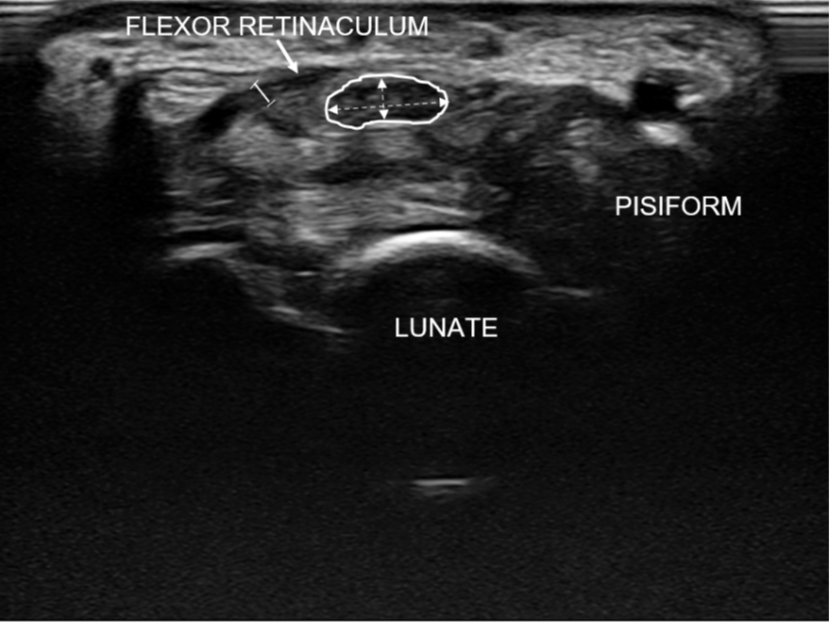 FLEXOR RETINACULUM
PISIFORM
LUNATE